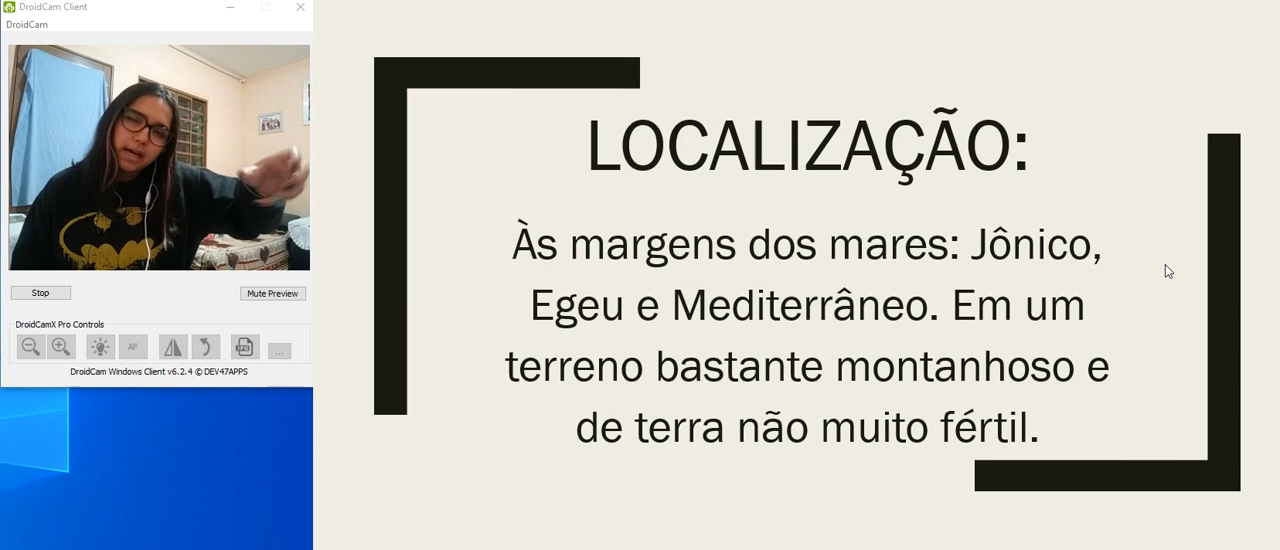 DroidCam Client
DroidCam
Stop
Mute Preview
DroidCamX Pro Controls
AF
JPG
...
DroidCam Windows Client v6.2.4 © DEV47APPS
LOCALIZAÇÃO:
Às margens dos mares: Jônico,
Egeu e Mediterrâneo. Em um
terreno bastante montanhoso e
de terra não muito fértil.